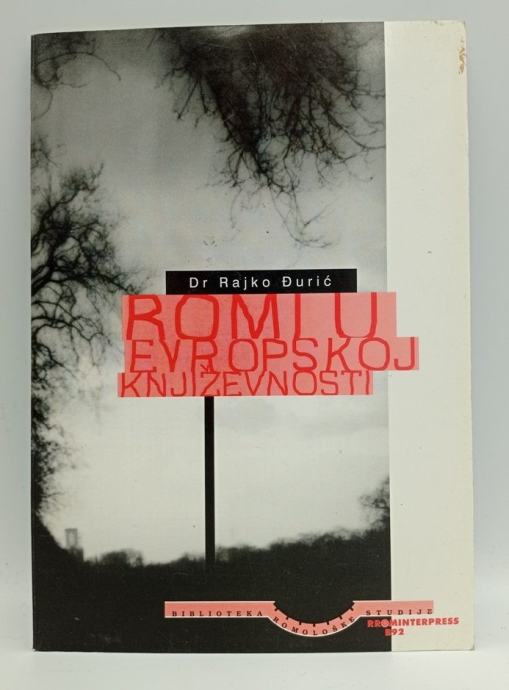 Dr Rajko Đurić
ROMI U
EVROPSKOJ
KNJIŽEVNOSTI
BIBLIOTEKA ROMOLOŠKE STUDIJE
RROMINTERPRESS
B92